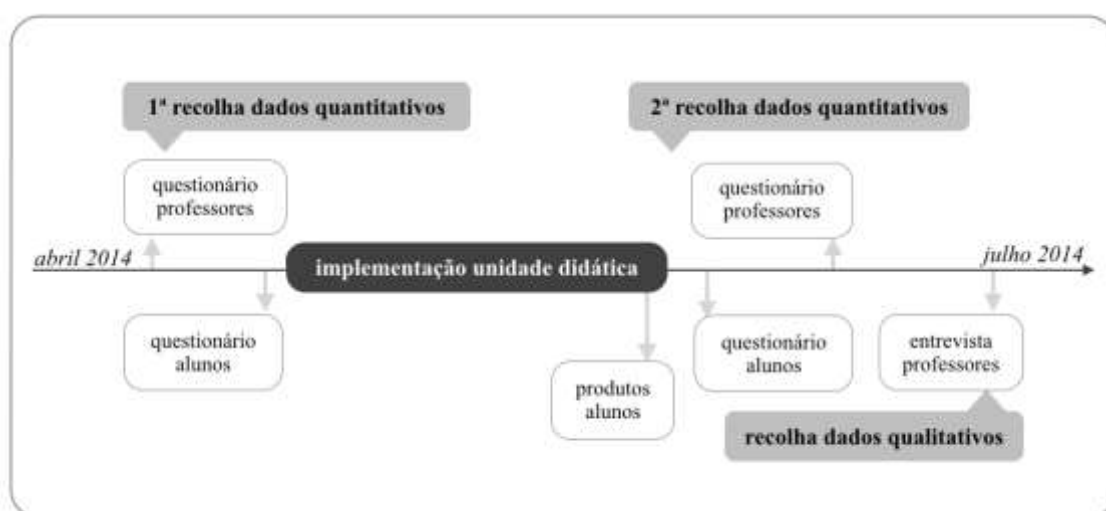 1ª recolha dados quantitativos
2ª recolha dados quantitativos
questionário
professores
questionário
professores
abril 2014
implementação unidade didática
julho 2014
questionário
alunos
produtos
alunos
questionário
alunos
entrevista
professores
recolha dados qualitativos